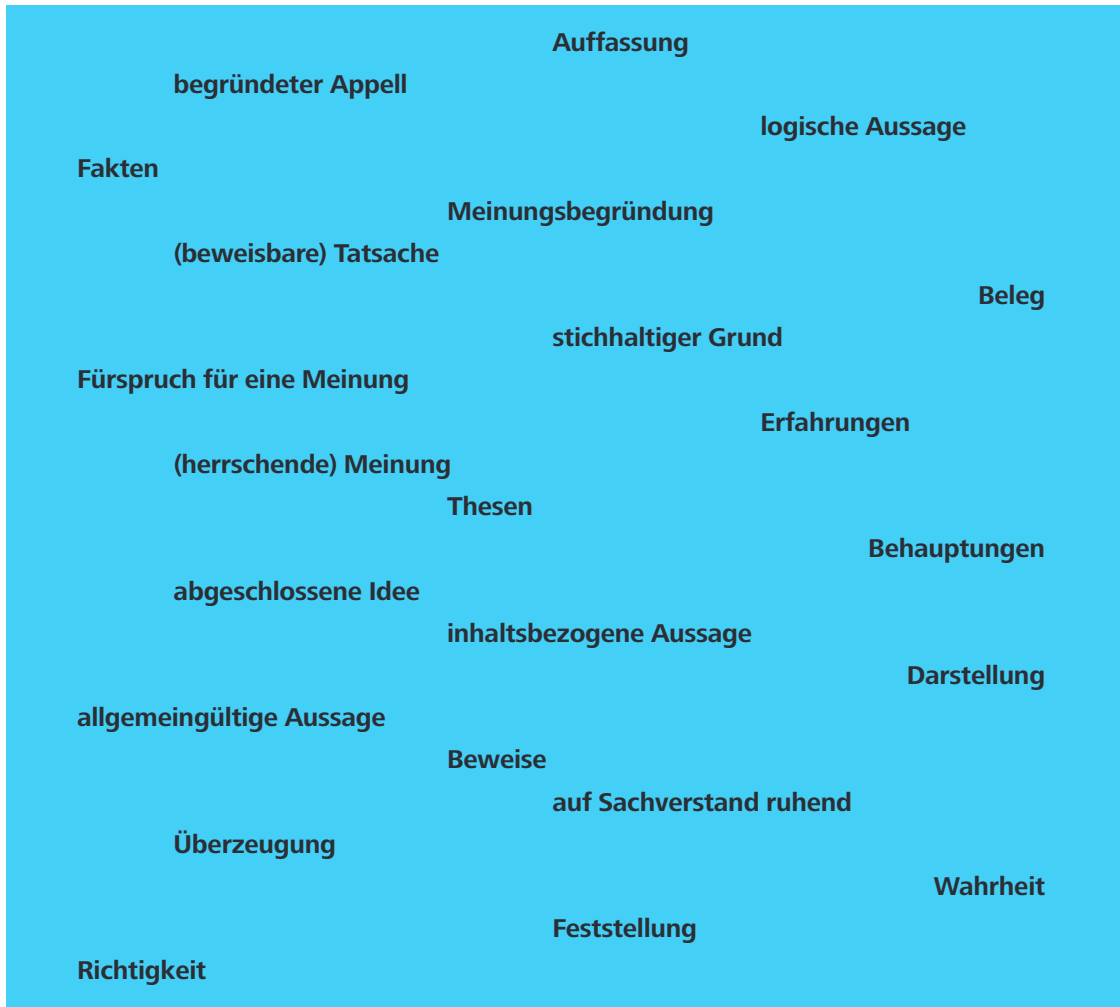 Auffassung
begründeter Appell
logische Aussage
Fakten
Meinungsbegründung
(beweisbare) Tatsache
Beleg
stichhaltiger Grund
Fürspruch für eine Meinung
Erfahrungen
(herrschende) Meinung
Thesen
Behauptungen
abgeschlossene Idee
inhaltsbezogene Aussage
Darstellung
allgemeingültige Aussage
Beweise
auf Sachverstand ruhend
Überzeugung
Wahrheit
Feststellung
Richtigkeit